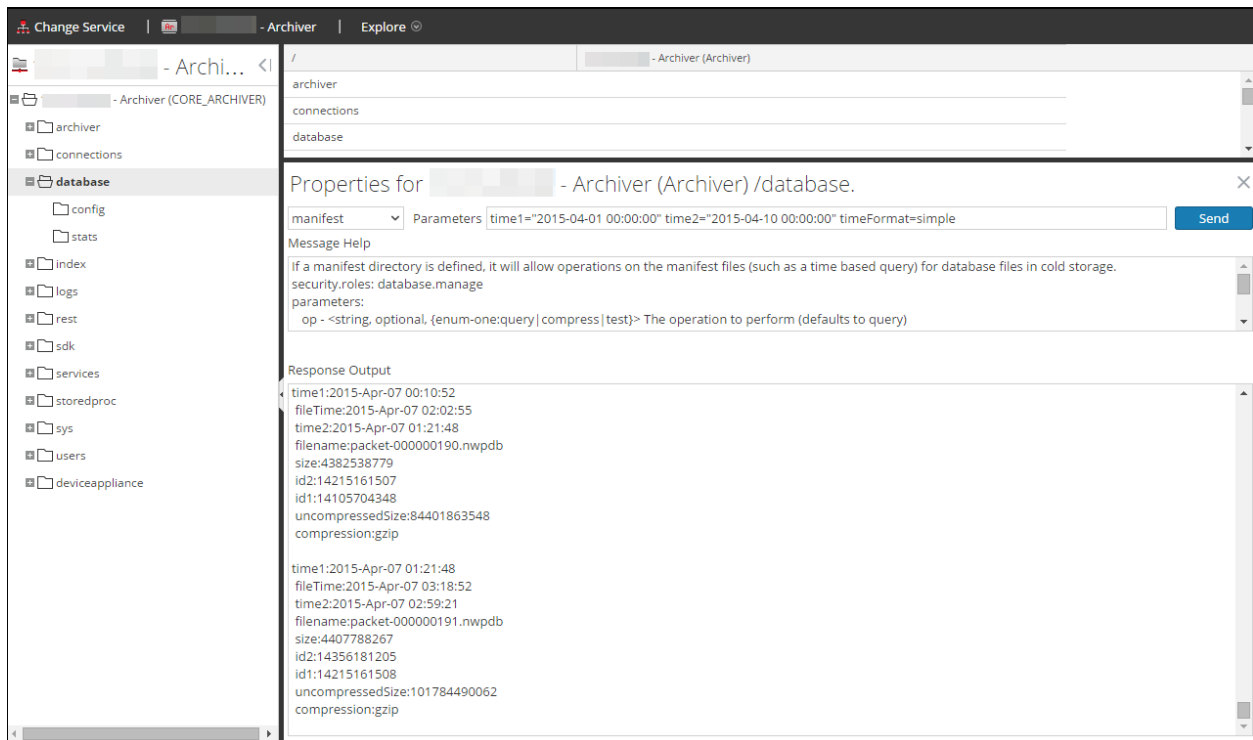 Change Service | - Archiver | Explore
- Archi...
- Archiver (CORE_ARCHIVER)
archiver
connections
database
config
stats
index
logs
rest
sdk
services
storedproc
sys
users
deviceappliance
/ - Archiver (Archiver)
archiver
connections
database
Properties for - Archiver (Archiver) /database.
manifest Parameters time1="2015-04-01 00:00:00" time2="2015-04-10 00:00:00" timeFormat=simple Send
Message Help
If a manifest directory is defined, it will allow operations on the manifest files (such as a time based query) for database files in cold storage.
security.roles: database.manage
parameters:
op - <string, optional, {enum-one:query|compress|test}> The operation to perform (defaults to query)
Response Output
time1:2015-Apr-07 00:10:52
fileTime:2015-Apr-07 02:02:55
time2:2015-Apr-07 01:21:48
filename:packet-000000190.nwpdb
size:4382538779
id2:14215161507
id1:14105704348
uncompressedSize:84401863548
compression:gzip
time1:2015-Apr-07 01:21:48
fileTime:2015-Apr-07 03:18:52
time2:2015-Apr-07 02:59:21
filename:packet-000000191.nwpdb
size:4407788267
id2:14356181205
id1:14215161508
uncompressedSize:101784490062
compression:gzip